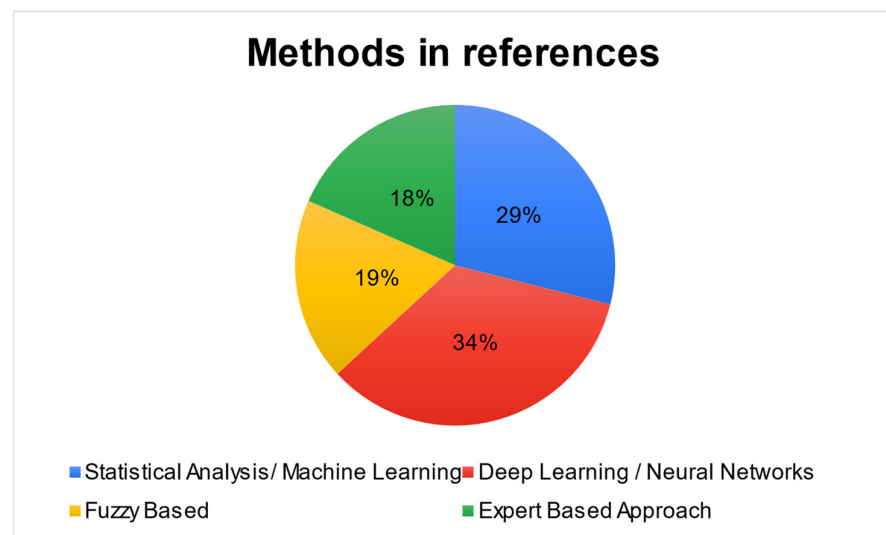 Methods in references
18%
29%
19%
34%
Statistical Analysis/ Machine Learning
Deep Learning / Neural Networks
Fuzzy Based
Expert Based Approach